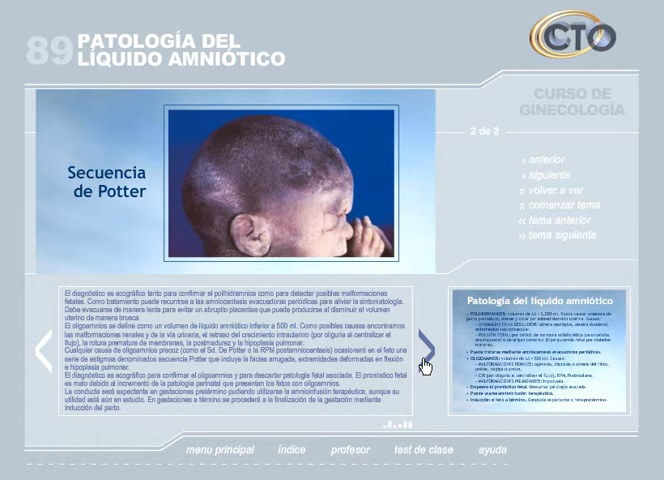 89 PATOLOGÍA DEL
LÍQUIDO AMNIÓTICO
CTO
CURSO DE
GINECOLOGÍA
2 de 2
‹ anterior
› siguiente
volver a ver
comenzar tema
‹‹ tema anterior
›› tema siguiente
Secuencia
de Potter
El diagnóstico es ecográfico tanto para confirmar el polihidramnios como para detectar posibles malformaciones
fetales. Como tratamiento puede recurrirse a las amniocentesis evacuadoras periódicas para aliviar la sintomatología.
Debe evacuarse de manera lenta para evitar un abruptio placentae que puede producirse al disminuir el volumen
uterino de manera brusca.
El oligoamnios se define como un volumen de líquido amniótico inferior a 500 ml. Como posibles causas encontramos
las malformaciones renales y de la vía urinaria, el retraso del crecimiento intrauterino (por oliguria al centralizar el
flujo), la rotura prematura de membranas, la postmadurez y la hipoplasia pulmonar.
Cualquier causa de oligoamnios precoz (como el Sd. De Potter o la RPM postamniocentesis) ocasionará en el feto una
serie de estigmas denominados secuencia Potter que incluye la facies arrugada, extremidades deformadas en flexión
e hipoplasia pulmonar.
El diagnóstico es ecográfico para confirmar el oligoamnios y para descartar patología fetal asociada. El pronóstico fetal
es malo debido al incremento de la patología perinatal que presentan los fetos con oligoamnios.
La conducta será expectante en gestaciones pretérmino pudiendo utilizarse la amnioinfusión terapéutica, aunque su
utilidad está aún en estudio. En gestaciones a término se procederá a la finalización de la gestación mediante
inducción del parto.
Patología del líquido amniótico
menu principal
índice
profesor
test de clase
ayuda